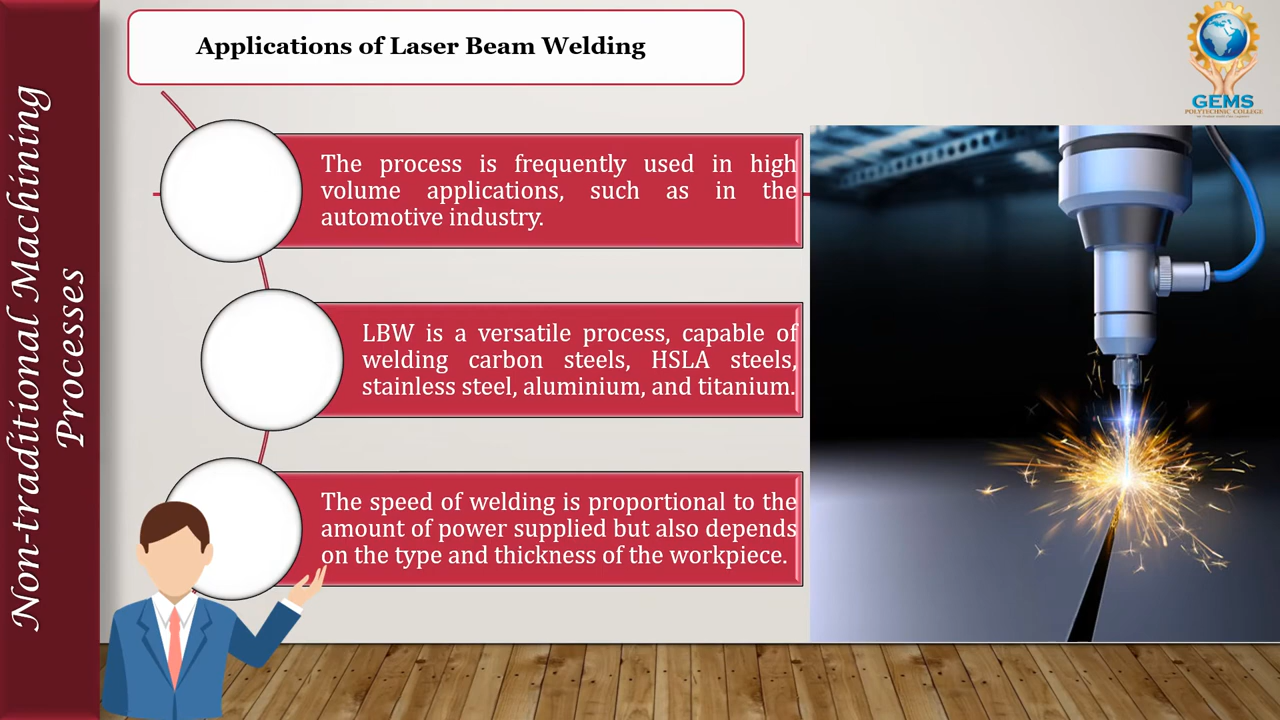 Applications of Laser Beam Welding
Non-traditional Machining
Processes
The process is frequently used in high
volume applications, such as in the
automotive industry.
LBW is a versatile process, capable of
welding carbon steels, HSLA steels,
stainless steel, aluminium, and titanium.
The speed of welding is proportional to the
amount of power supplied but also depends
on the type and thickness of the workpiece.
GEMS
POLYTECHNIC COLLEGE